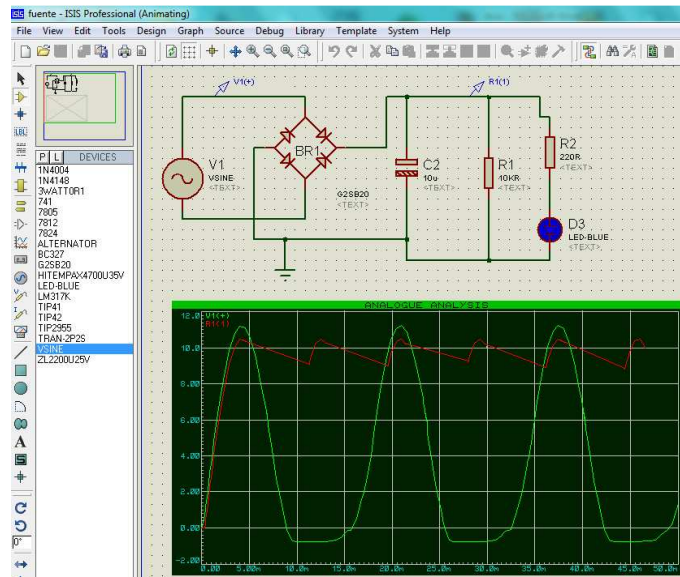 fuente - ISIS Professional (Animating)
File View Edit Tools Design Graph Source Debug Library Template System Help
V1(+)
R1(1)
BR1
V1
VSINE
<TEXT>
G2SB20
<TEXT>
C2
10u
<TEXT>
R1
10KR
<TEXT>
R2
220R
<TEXT>
D3
LED-BLUE
<TEXT>
LBL
P L DEVICES
1N4004
1N4148
3WATT0R1
741
7805
7812
7824
ALTERNATOR
BC327
G2SB20
HITEMPAX4700U35V
LED-BLUE
LM317K
TIP41
TIP42
TIP2955
TRAN-2P2S
VSINE
ZL2200U25V
A
S
0°
ANALOGUE ANALYSIS
V1(+)
R1(1)
12.0
10.0
8.00
6.00
4.00
2.00
0.00
-2.00
0.00 5.00m 10.0m 15.0m 20.0m 25.0m 30.0m 35.0m 40.0m 45.0m 50.0m